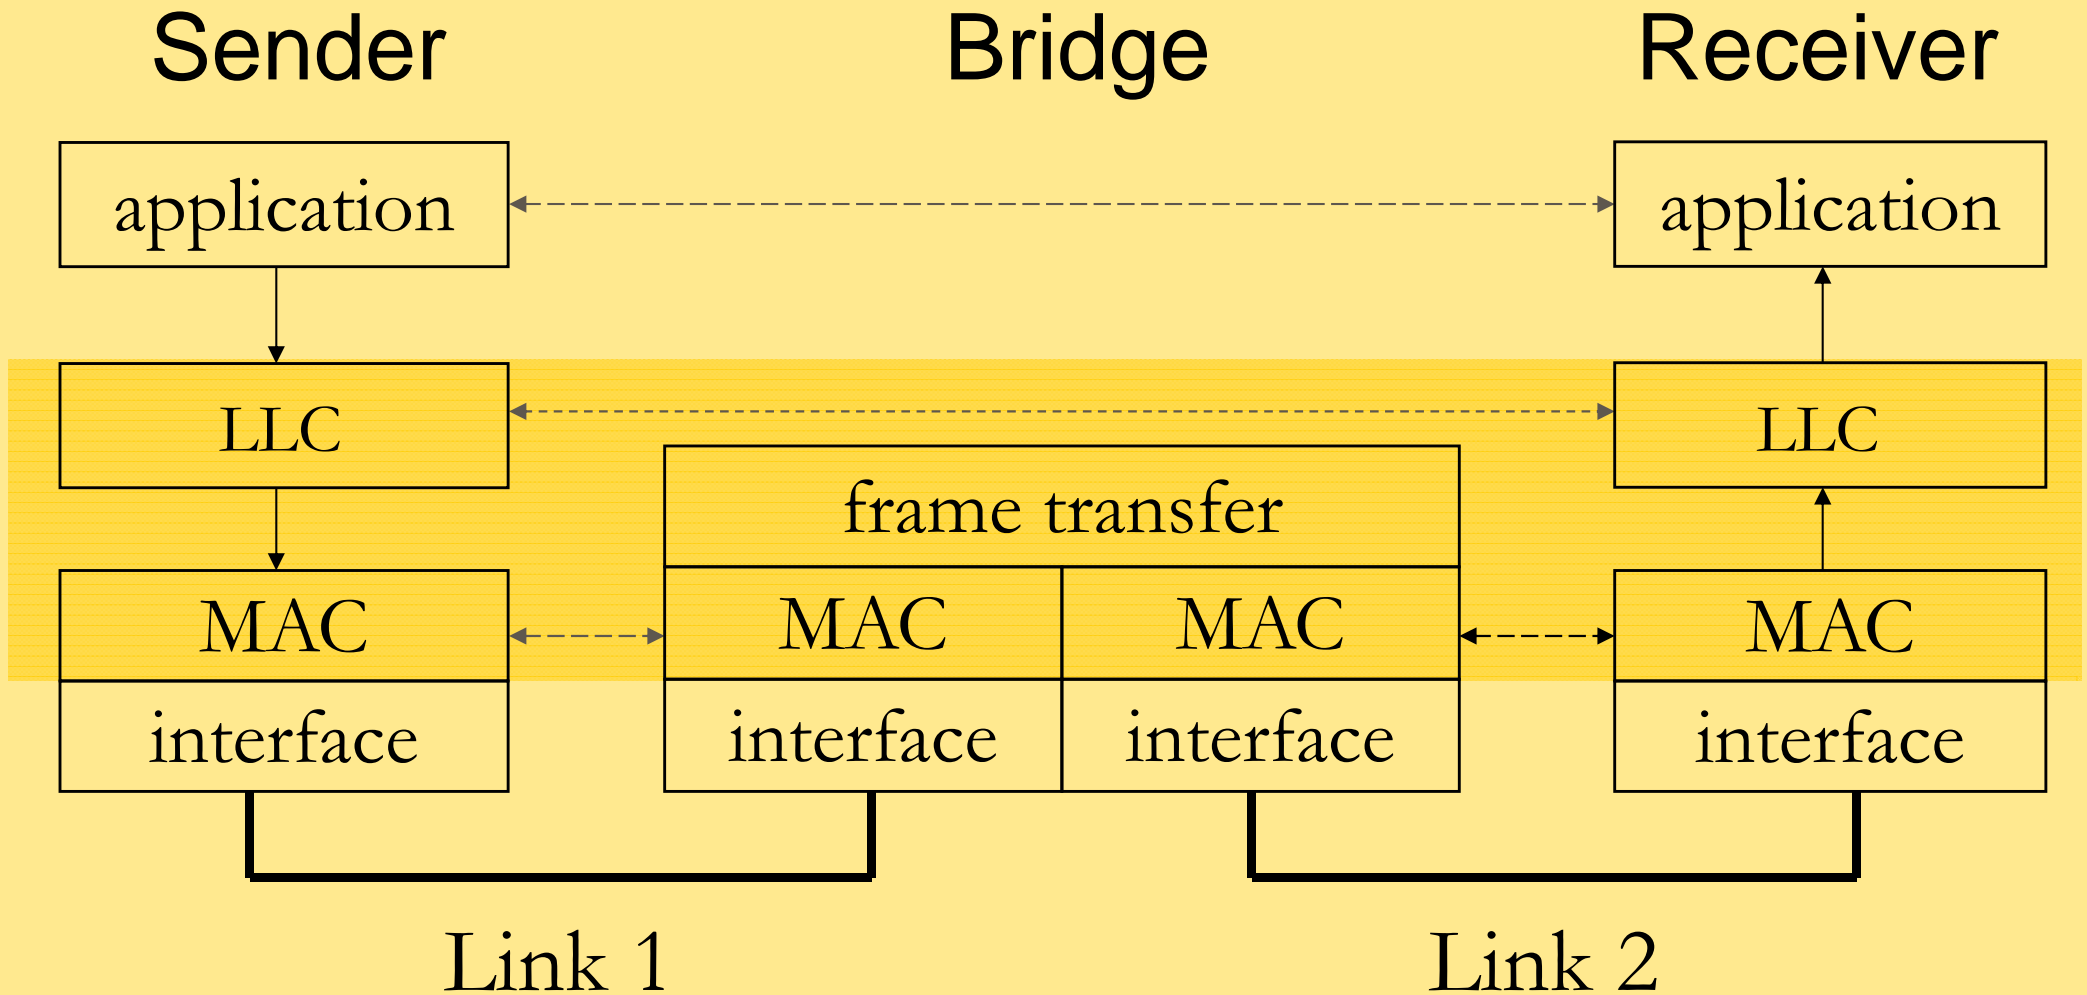 Sender
Bridge
Receiver
application
application
LLC
LLC
frame transfer
MAC
MAC
MAC
MAC
interface
interface
interface
interface
Link 1
Link 2